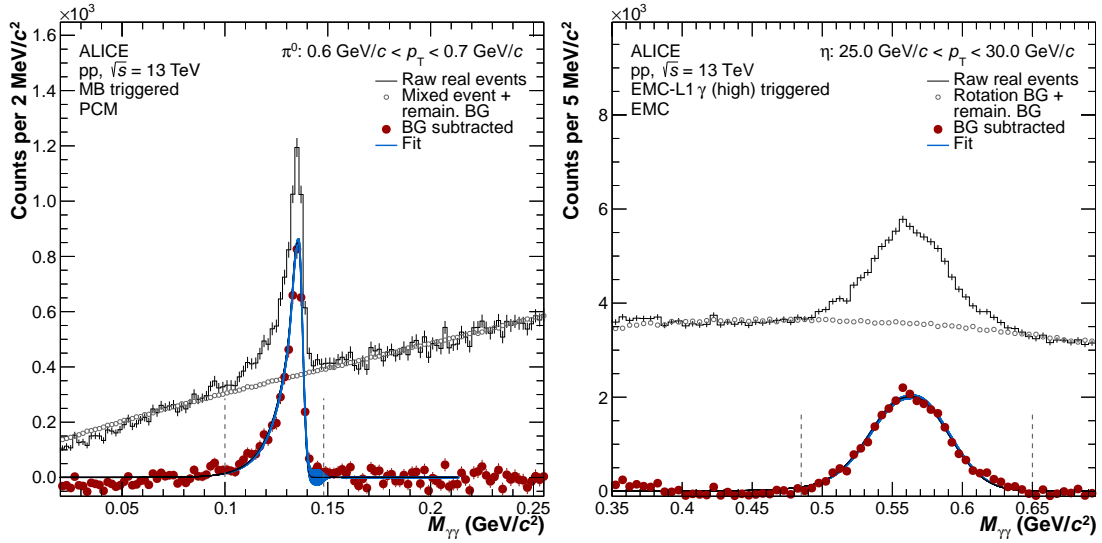 ×10³
ALICE
pp, √s = 13 TeV
MB triggered
PCM
π⁰: 0.6 GeV/c < p_T < 0.7 GeV/c
Raw real events
Mixed event +
remain. BG
BG subtracted
Fit
Counts per 2 MeV/c²
1.6
1.4
1.2
1.0
0.8
0.6
0.4
0.2
0.0
0.05
0.1
0.15
0.2
0.25
M_γγ (GeV/c²)
×10³
ALICE
pp, √s = 13 TeV
EMC-L1 γ (high) triggered
EMC
η: 25.0 GeV/c < p_T < 30.0 GeV/c
Raw real events
Rotation BG +
remain. BG
BG subtracted
Fit
Counts per 5 MeV/c²
8
6
4
2
0
0.35
0.4
0.45
0.5
0.55
0.6
0.65
M_γγ (GeV/c²)